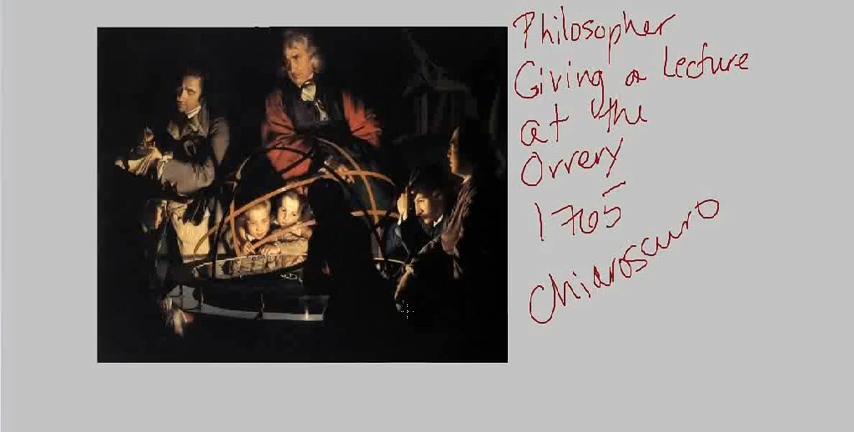 Philosopher
Giving a Lecture
at the
Orrery
1765
Chiaroscuro